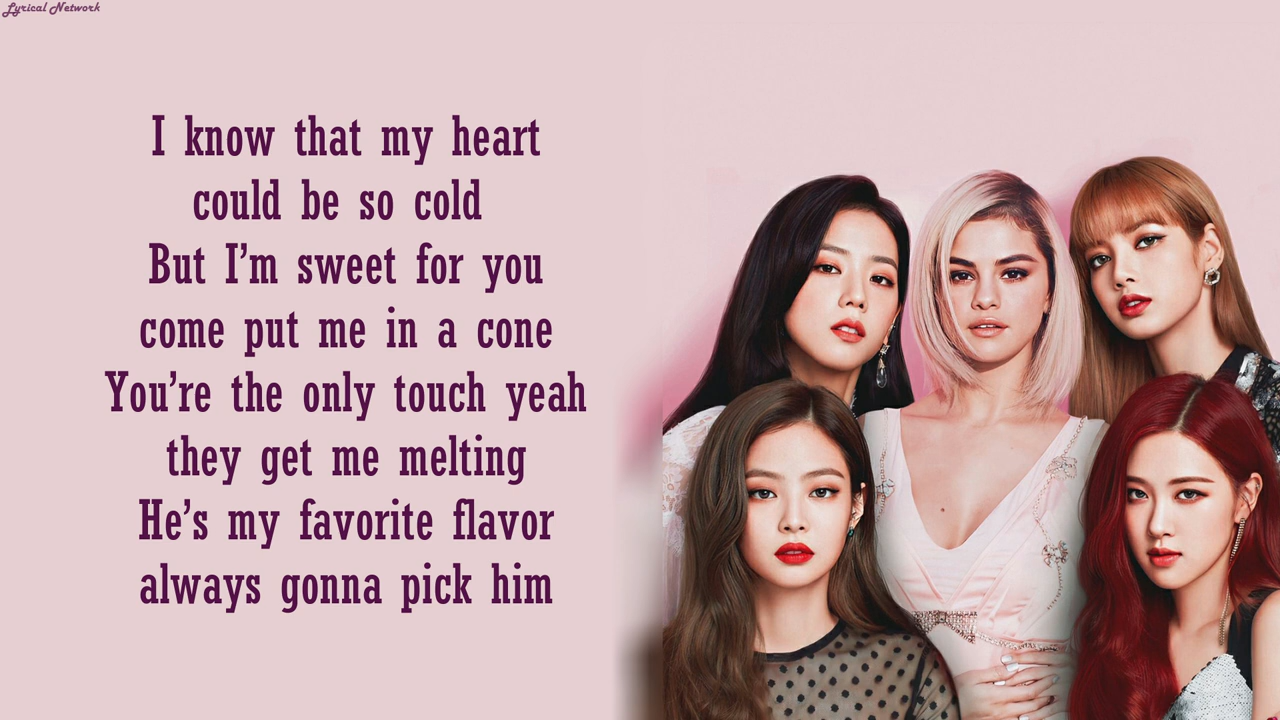 Lyrical Network
I know that my heart
could be so cold
But I’m sweet for you
come put me in a cone
You’re the only touch yeah
they get me melting
He’s my favorite flavor
always gonna pick him